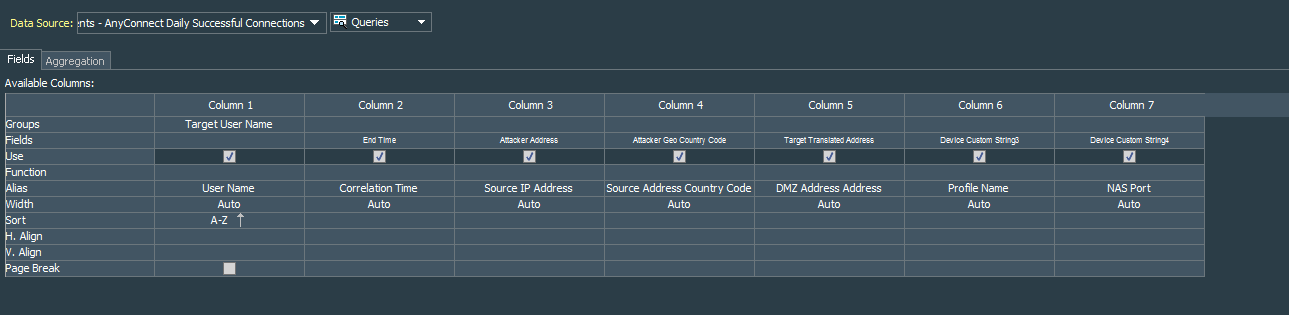 Data Source: nts - AnyConnect Daily Successful Connections Queries
Fields Aggregation
Available Columns:
Column 1 Column 2 Column 3 Column 4 Column 5 Column 6 Column 7
Groups Target User Name
Fields End Time Attacker Address Attacker Geo Country Code Target Translated Address Device Custom String3 Device Custom String4
Use
Function
Alias User Name Correlation Time Source IP Address Source Address Country Code DMZ Address Address Profile Name NAS Port
Width Auto Auto Auto Auto Auto Auto Auto
Sort A-Z ↑
H. Align
V. Align
Page Break